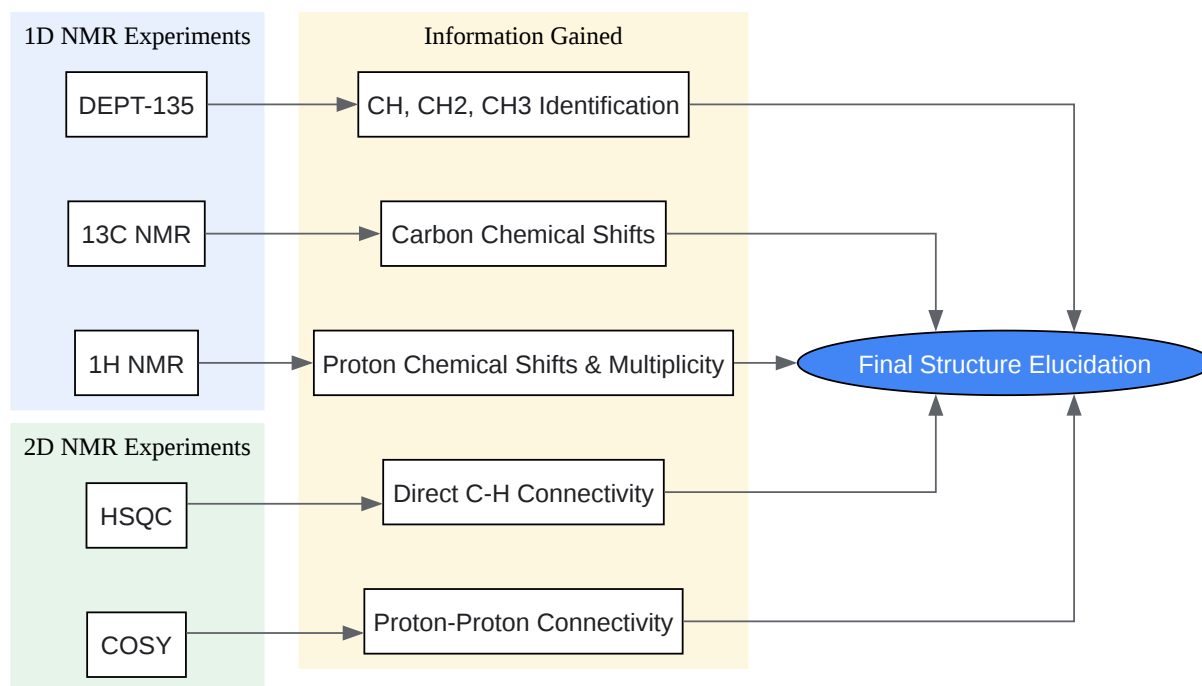 1D NMR Experiments
Information Gained
DEPT-135
CH, CH2, CH3 Identification
13C NMR
Carbon Chemical Shifts
1H NMR
Proton Chemical Shifts & Multiplicity
Final Structure Elucidation
2D NMR Experiments
HSQC
Direct C-H Connectivity
COSY
Proton-Proton Connectivity